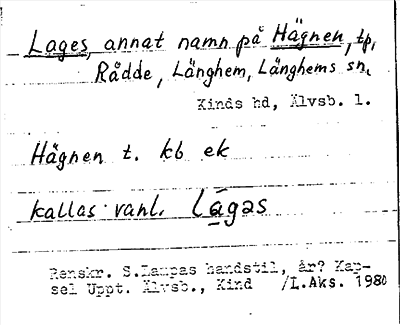 Lages, annat namn på Hägnen, tp,
Rådde, Länghem, Länghems sn,
Kinds hd, Älvsb. l.
Hägnen t. kb ek
kallas vanl. lágas
Renskr. S.Lampas handstil, år? Kap-
sel Uppt. Älvsb., Kind /I.Aks. 1980